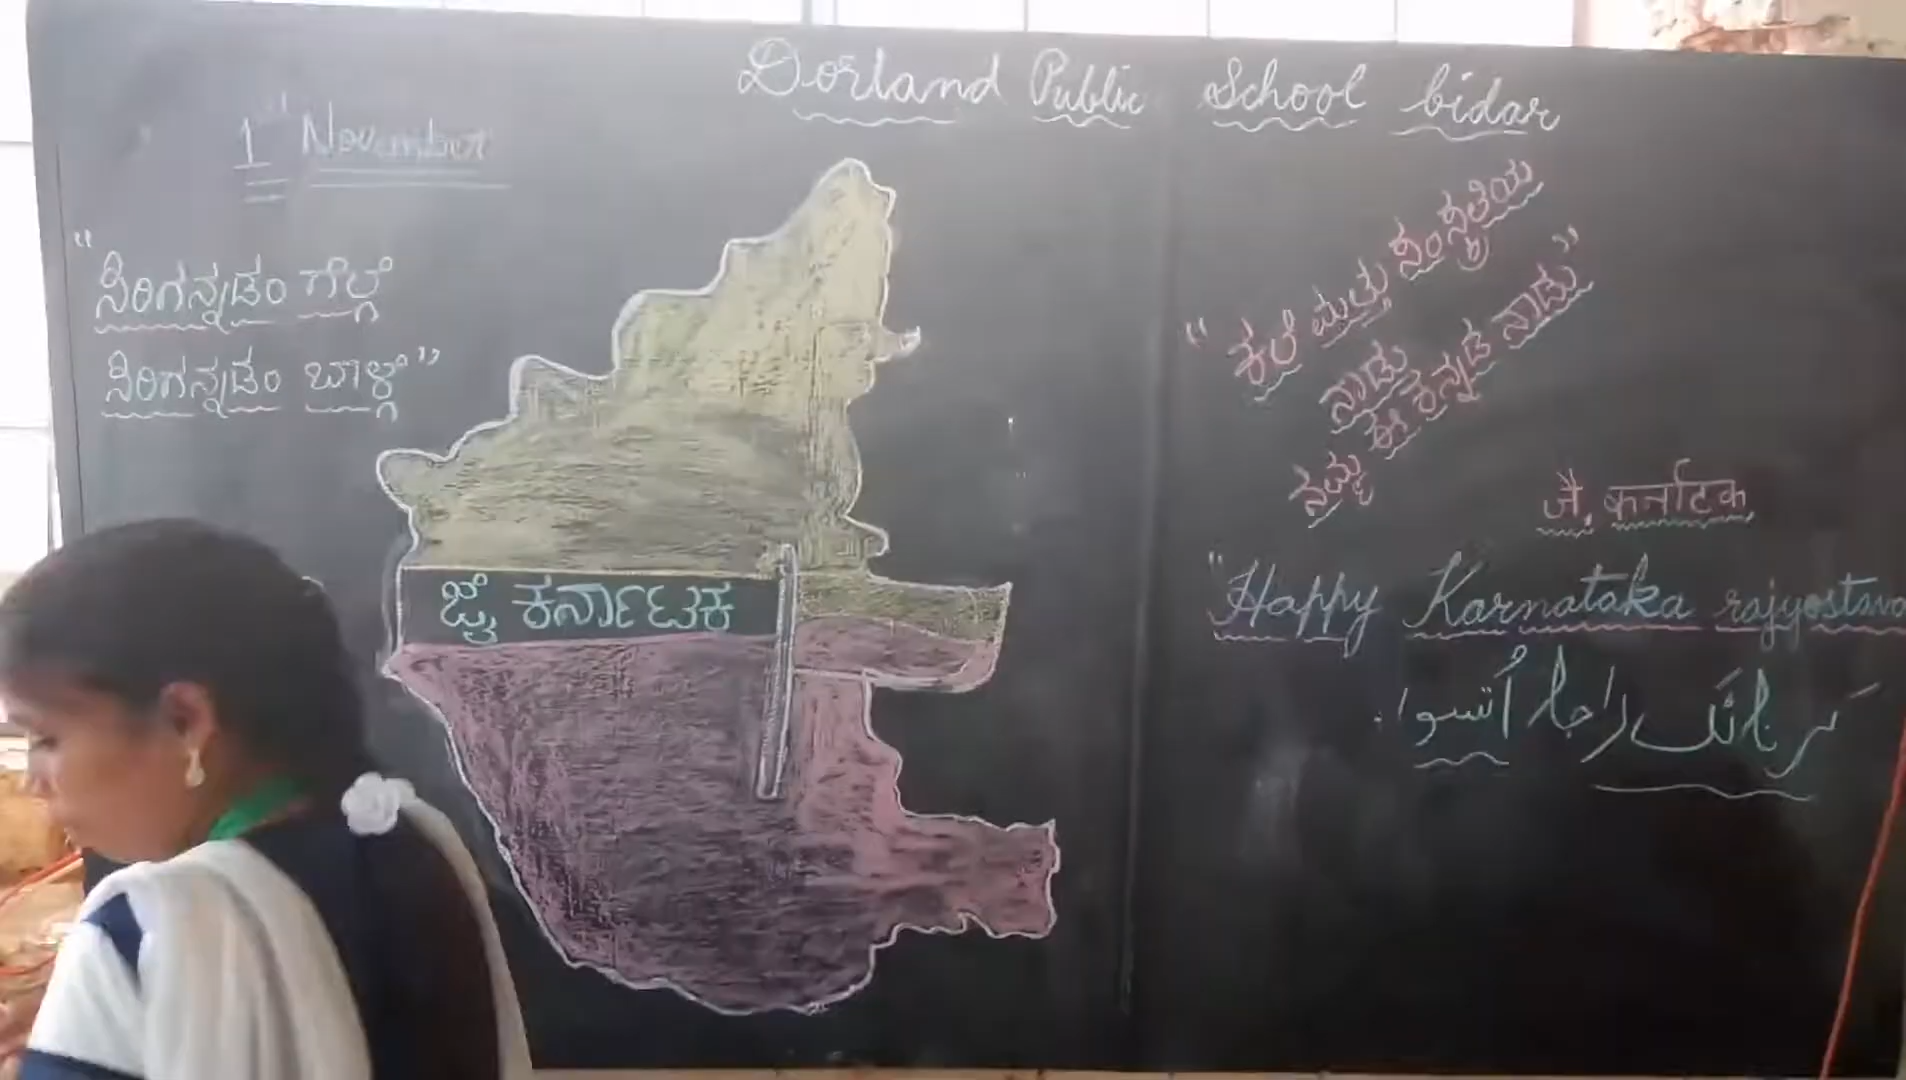 Dorland Public School bidar
1st November
"ಸಿರಿಗನ್ನಡಂ ಗೆಲ್ಗೆ
ಸಿರಿಗನ್ನಡಂ ಬಾಳ್ಗೆ"
ಜೈ ಕರ್ನಾಟಕ
"ಕಲೆ ಮತ್ತು ಸಂಸ್ಕೃತಿಯ
ನಾಡು
ನಮ್ಮ ಈ ಕನ್ನಡ ನಾಡು"
जै, कर्नाटक
"Happy Karnataka rajyostava